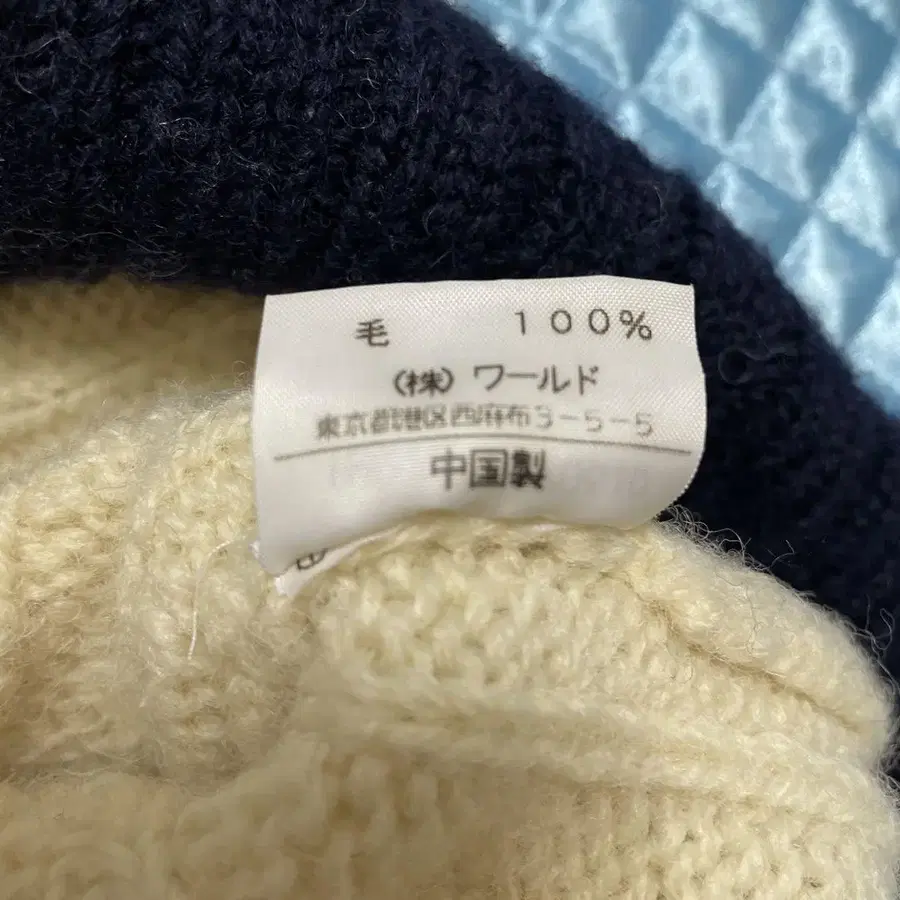 毛 １００％
（株）ワールド
東京都港区西麻布３−５−５
中国製